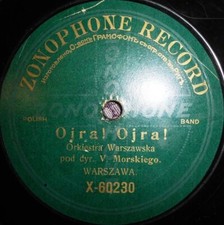 ZONOPHONE RECORD
POLISH BAND
Ojra! Ojra!
Orkiestra Warszawska
pod dyr. V. Morskiego.
WARSZAWA.
X-60230